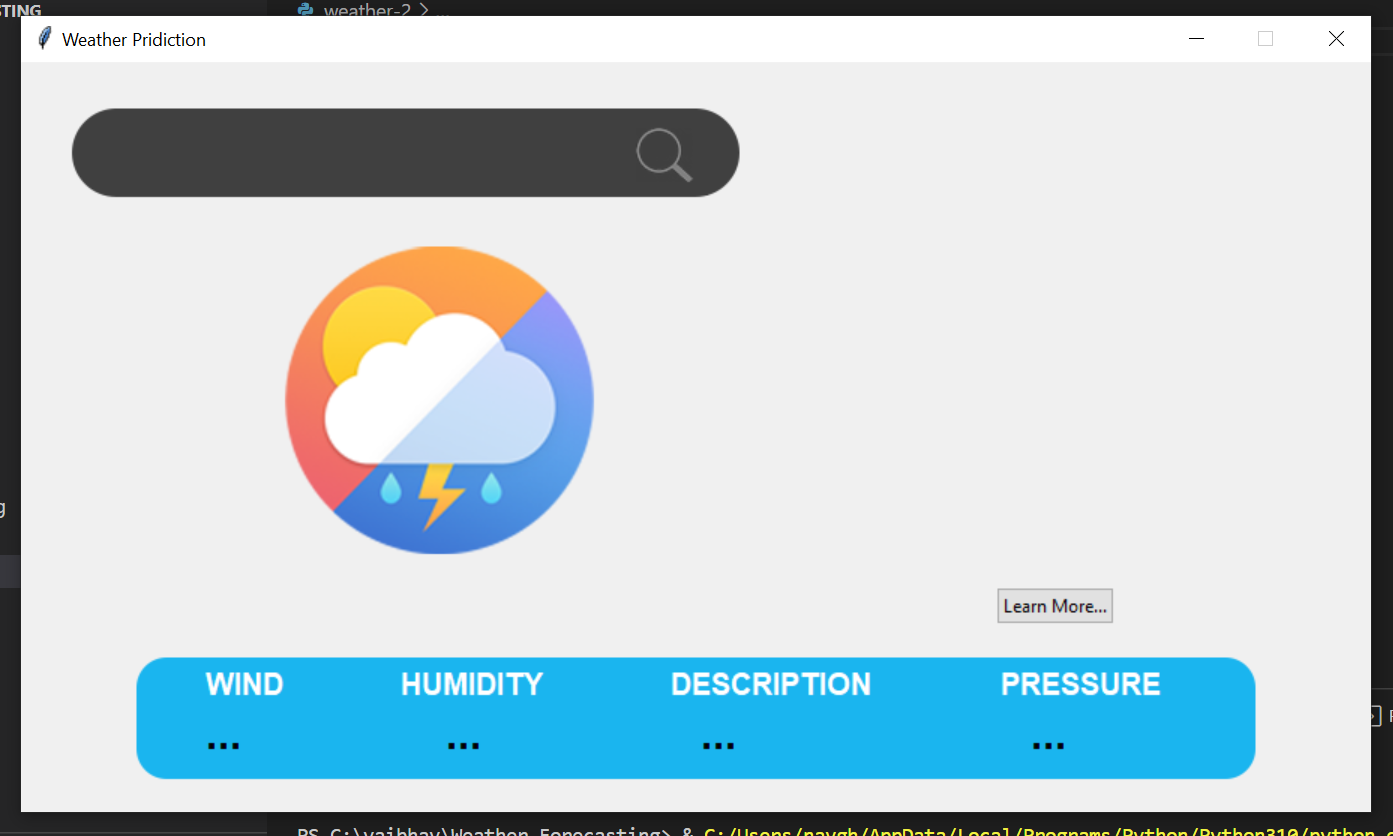 STING
weather-2 > ...
Weather Pridiction
g
Learn More...
WIND HUMIDITY DESCRIPTION PRESSURE
... ... ... ...
PS C:\vaibhav\Weather Forecasting> & C:/Users/navgh/AppData/Local/Programs/Python/Python310/python